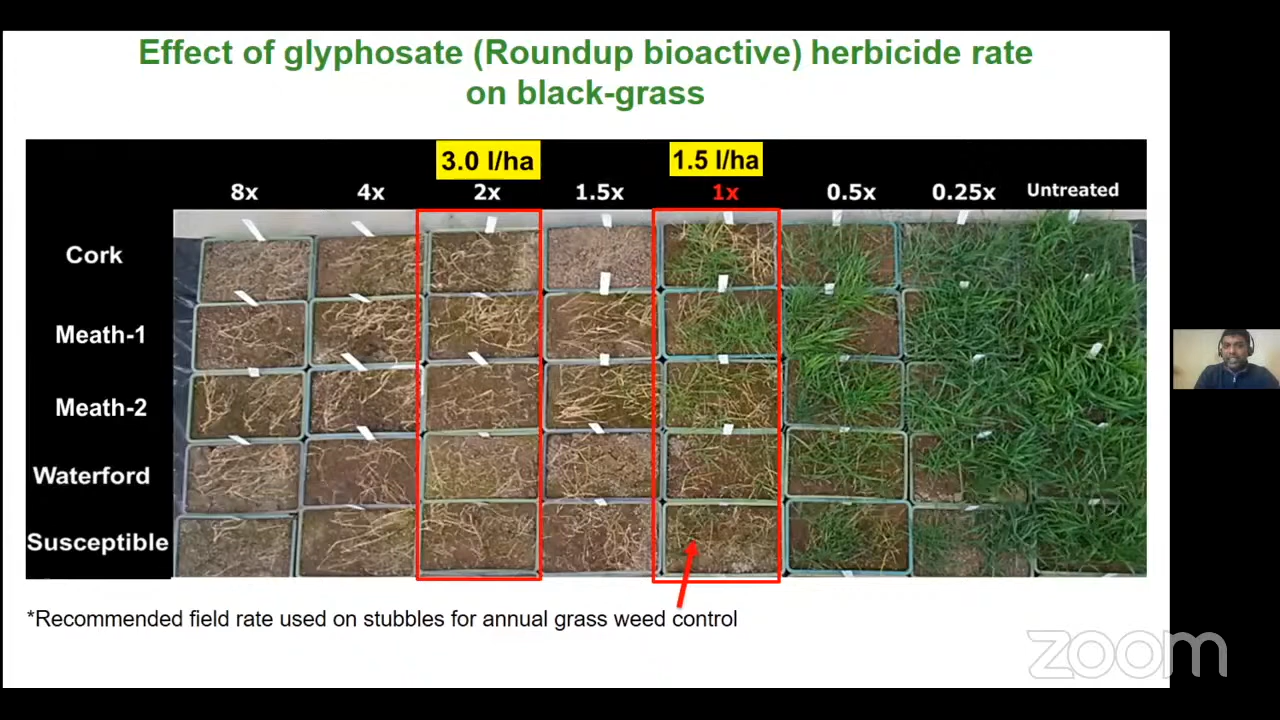 Effect of glyphosate (Roundup bioactive) herbicide rate
on black-grass
3.0 l/ha
1.5 l/ha
8x
4x
2x
1.5x
1x
0.5x
0.25x
Untreated
Cork
Meath-1
Meath-2
Waterford
Susceptible
*Recommended field rate used on stubbles for annual grass weed control
zoom